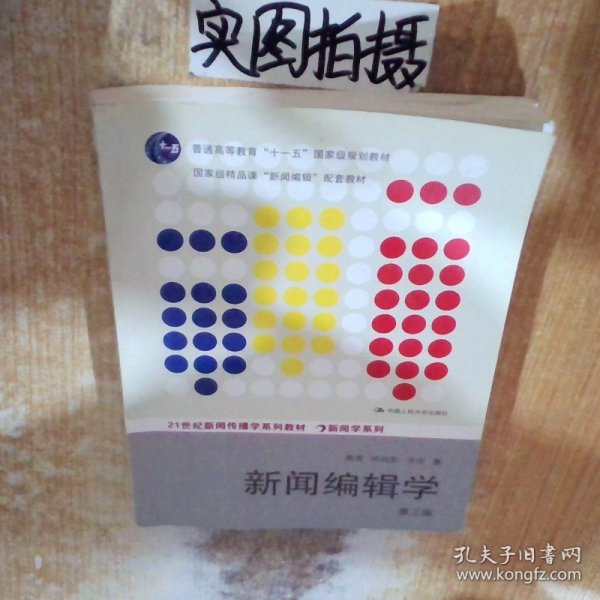 实图拍摄
十一五
普通高等教育“十一五”国家级规划教材
国家级精品课“新闻编辑”配套教材
中国人民大学出版社
21世纪新闻传播学系列教材 新闻学系列
著
新闻编辑学
第三版
孔夫子旧书网
www.kongfz.com